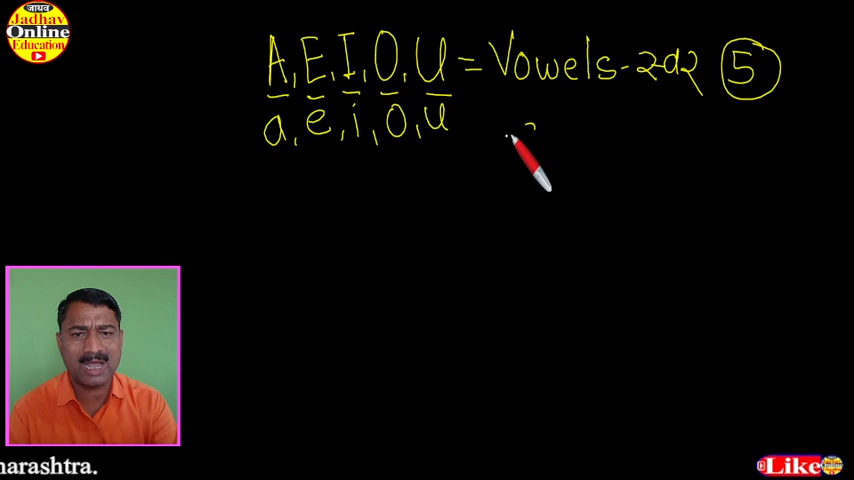 जाधव
Jadhav
Online
Education
A, E, I, O, U = Vowels - स्वर 5
a, e, i, o, u
harashtra.
Like